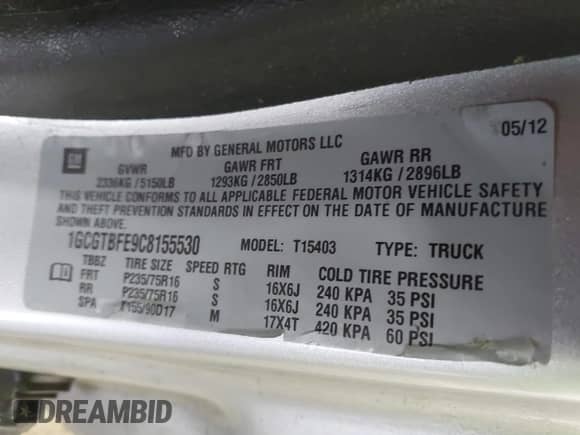 05/12
MFD BY GENERAL MOTORS LLC
GM
GVWR GAWR FRT GAWR RR
2336KG / 5150LB 1293KG / 2850LB 1314KG / 2896LB
THIS VEHICLE CONFORMS TO ALL APPLICABLE FEDERAL MOTOR VEHICLE SAFETY
AND THEFT PREVENTION STANDARDS IN EFFECT ON THE DATE OF MANUFACTURE
SHOWN ABOVE.
1GCGTBFE9C8155530 MODEL: T15403 TYPE: TRUCK
TBBZ TIRE SIZE SPEED RTG RIM COLD TIRE PRESSURE
FRT P235/75R16 S 16X6J 240 KPA 35 PSI
RR P235/75R16 S 16X6J 240 KPA 35 PSI
SPA T155/90D17 M 17X4T 420 KPA 60 PSI
DREAMBID